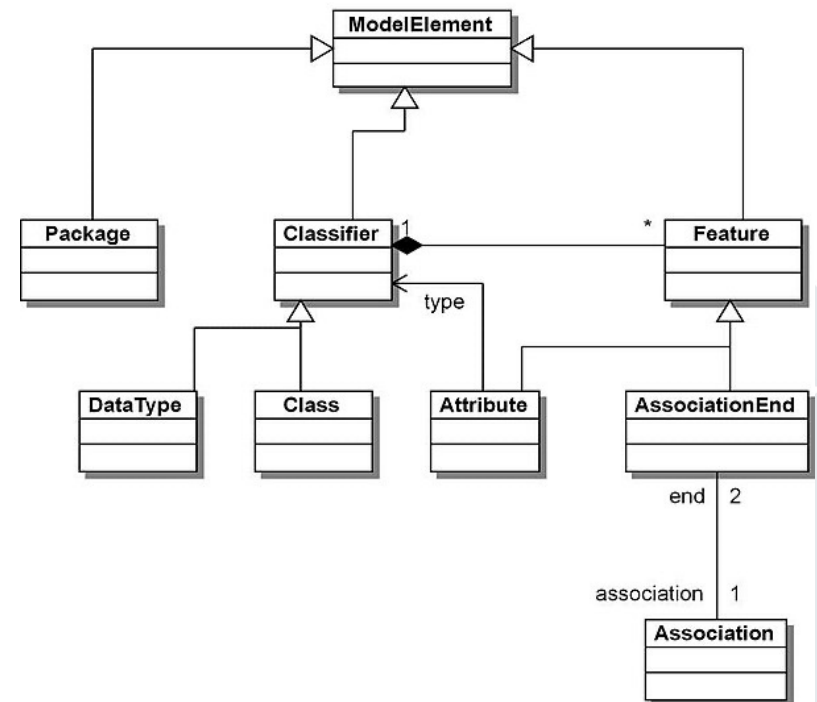 ModelElement
Package
Classifier
1
*
Feature
type
DataType
Class
Attribute
AssociationEnd
end 2
association 1
Association